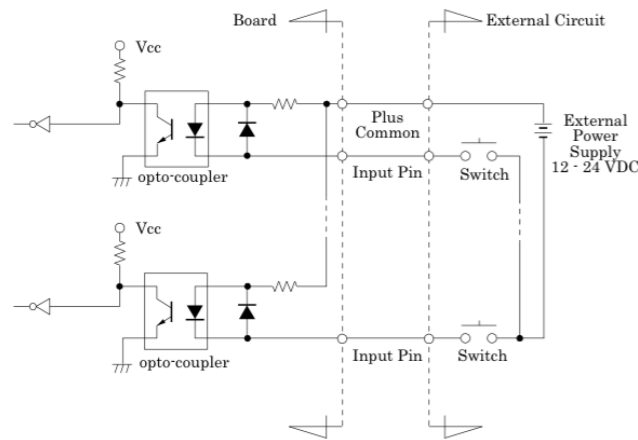 Board
External Circuit
Vcc
Plus
Common
External
Power
Supply
12 - 24 VDC
opto-coupler
Input Pin
Switch
Vcc
opto-coupler
Input Pin
Switch